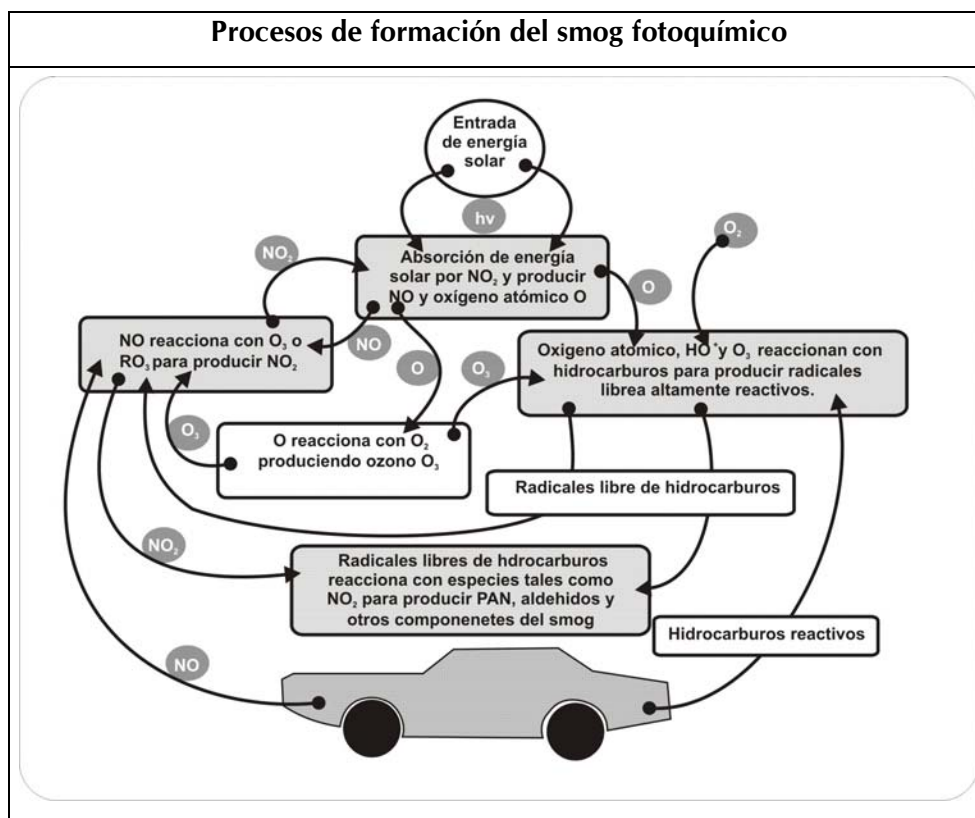 Procesos de formación del smog fotoquímico
Entrada
de energía
solar
hv
NO₂
O₂
Absorción de energía
solar por NO₂ y producir
NO y oxígeno atómico O
O
NO reacciona con O₃ o
RO₃ para producir NO₂
NO
O
O₃
Oxigeno atomico, HO* y O₃ reaccionan con
hidrocarburos para producir radicales
librea altamente reactivos.
O₃
O reacciona con O₂
produciendo ozono O₃
Radicales libre de hidrocarburos
NO₂
Radicales libres de hdrocarburos
reacciona con especies tales como
NO₂ para producir PAN, aldehidos y
otros componenetes del smog
Hidrocarburos reactivos
NO